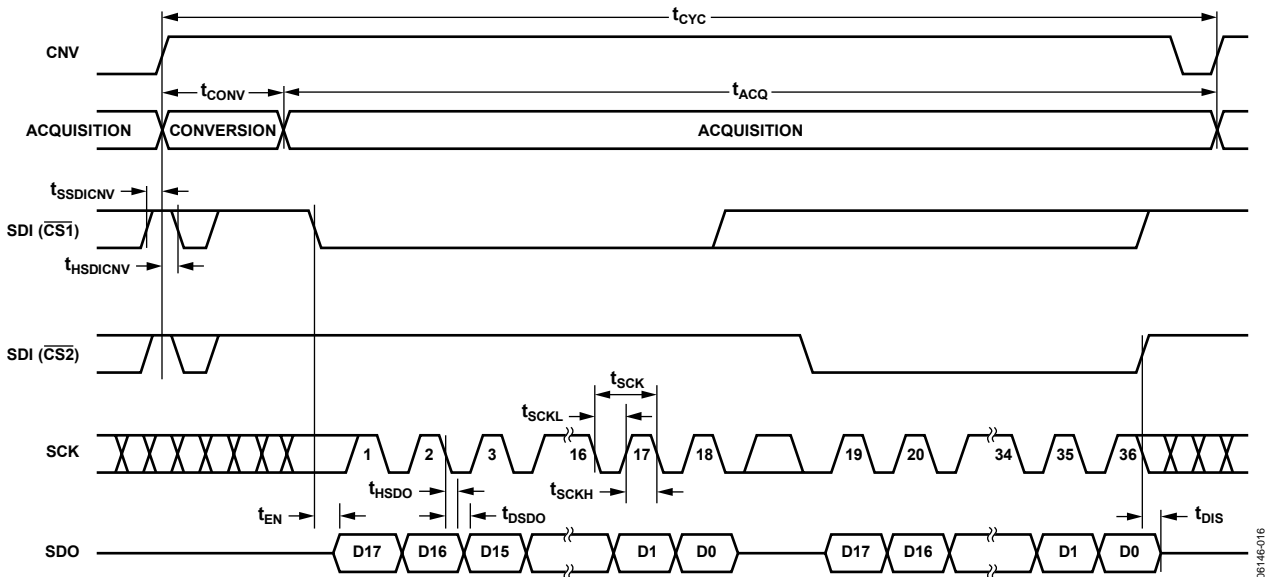 tCYC
CNV
tCONV
tACQ
ACQUISITION
CONVERSION
ACQUISITION
tSSDICNV
SDI (CS1)
tHSDICNV
SDI (CS2)
tSCK
tSCKL
SCK
1 2 3 16 17 18 19 20 34 35 36
tHSDO
tSCKH
tEN
tDSDO
tDIS
SDO
D17 D16 D15 D1 D0 D17 D16 D1 D0
06146-016